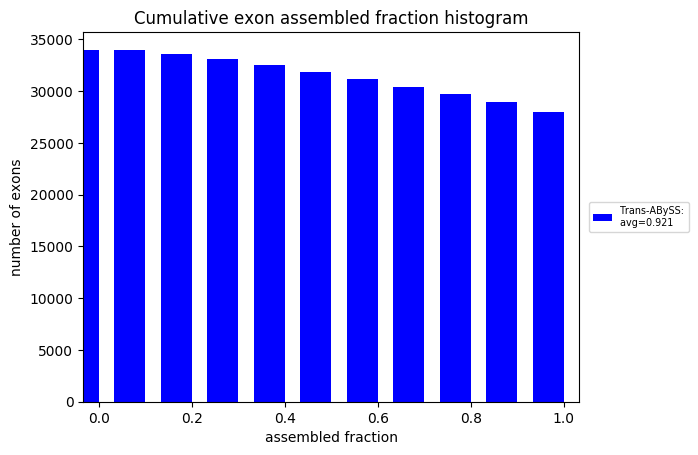 Cumulative exon assembled fraction histogram
number of exons
35000
30000
25000
20000
15000
10000
5000
0
0.0 0.2 0.4 0.6 0.8 1.0
assembled fraction
Trans-ABySS:
avg=0.921